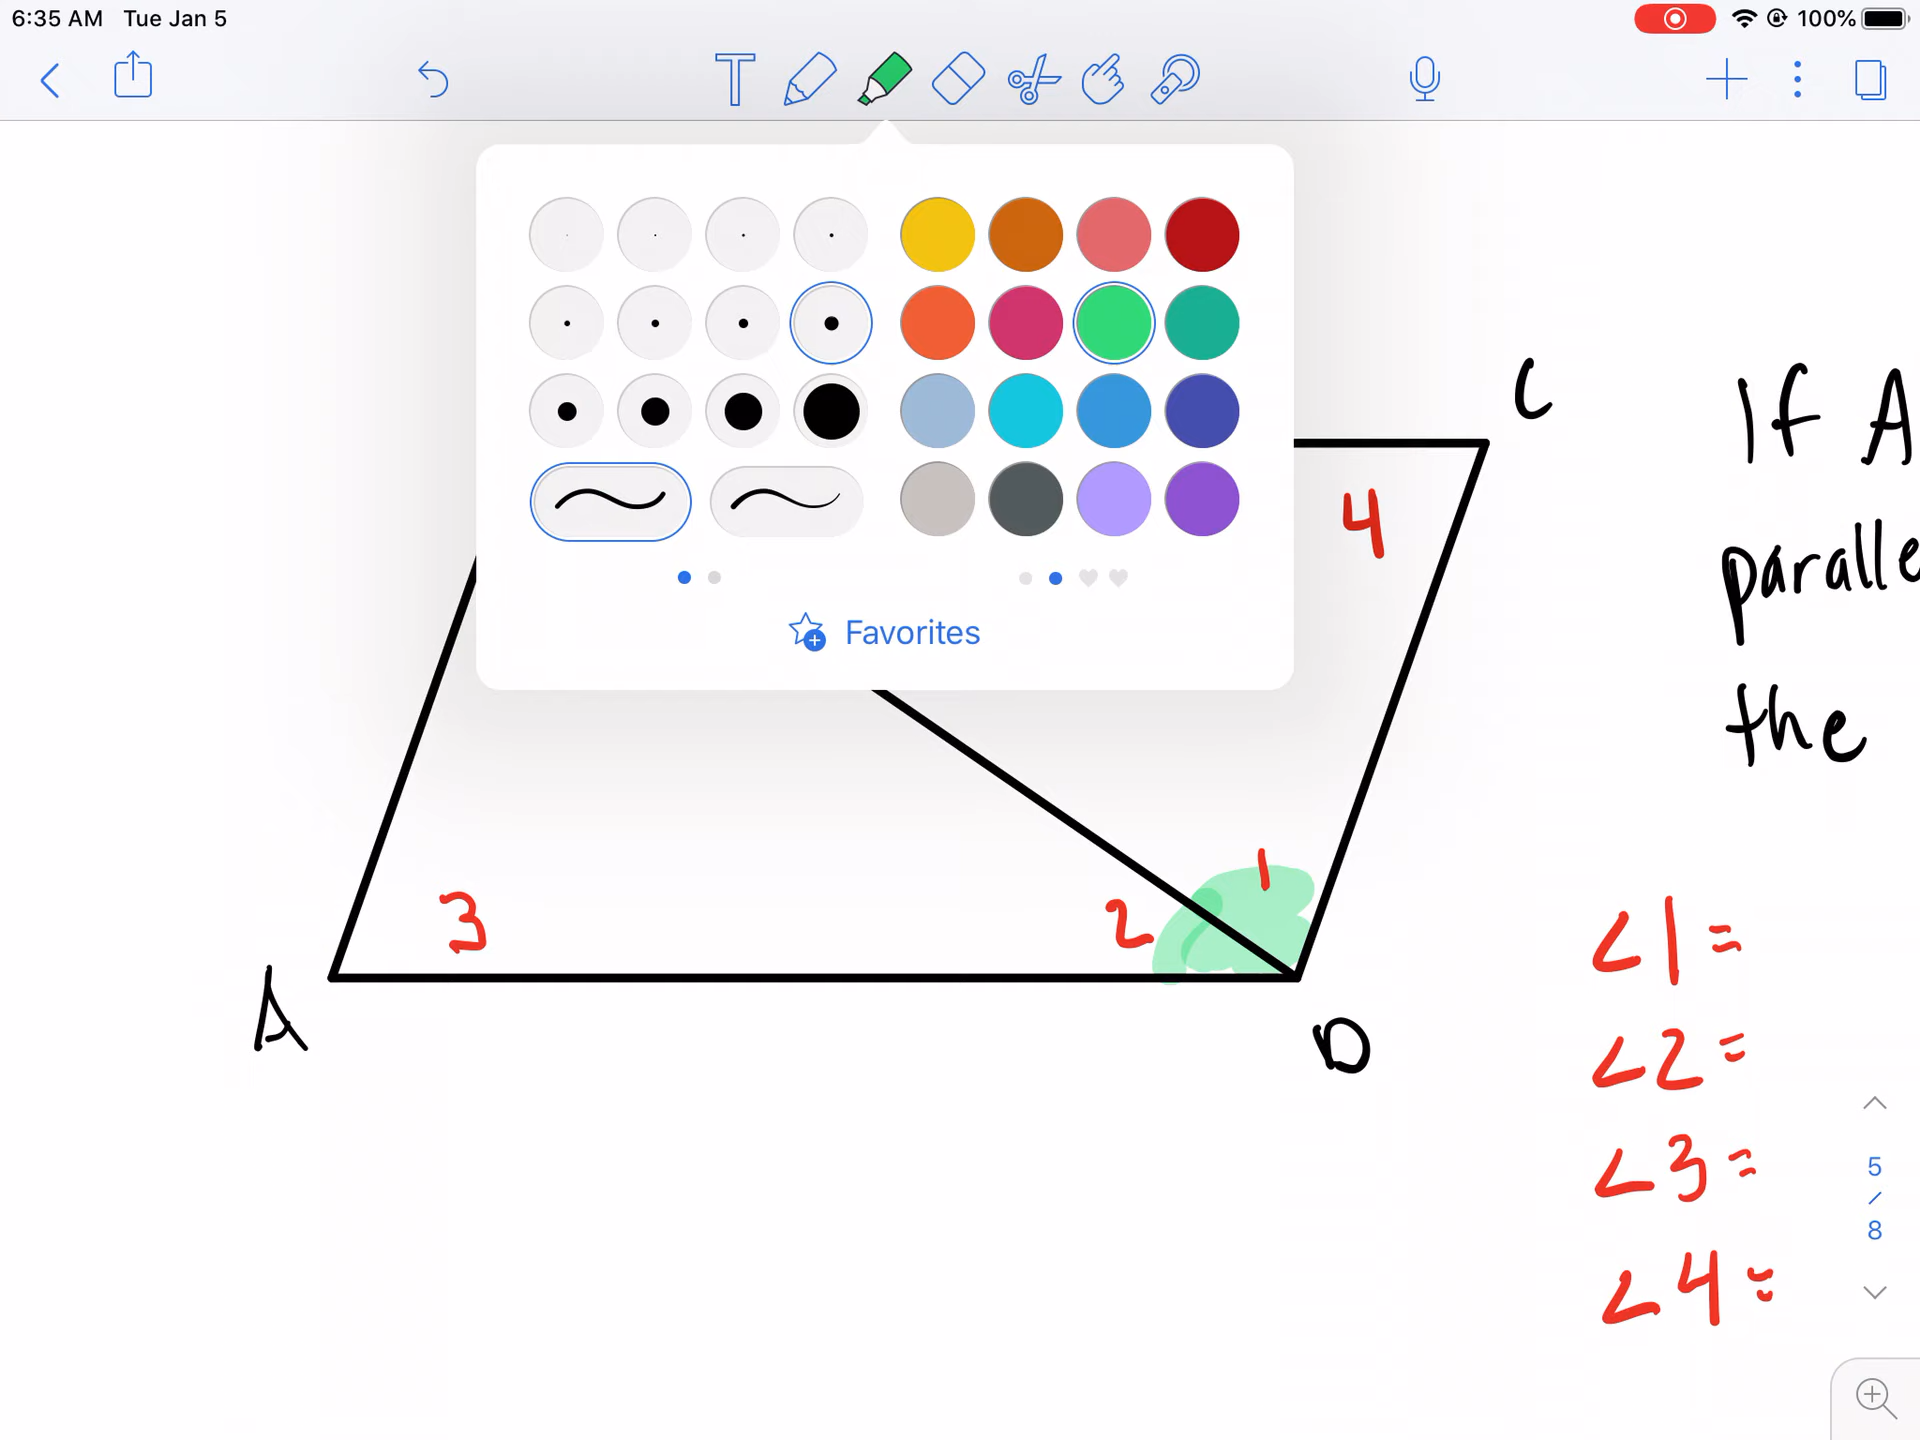 6:35 AM Tue Jan 5
100%
T
Favorites
C
4
1
3
2
A
D
If A
paralle
the
<1=
<2=
<3=
<4=
5
/
8